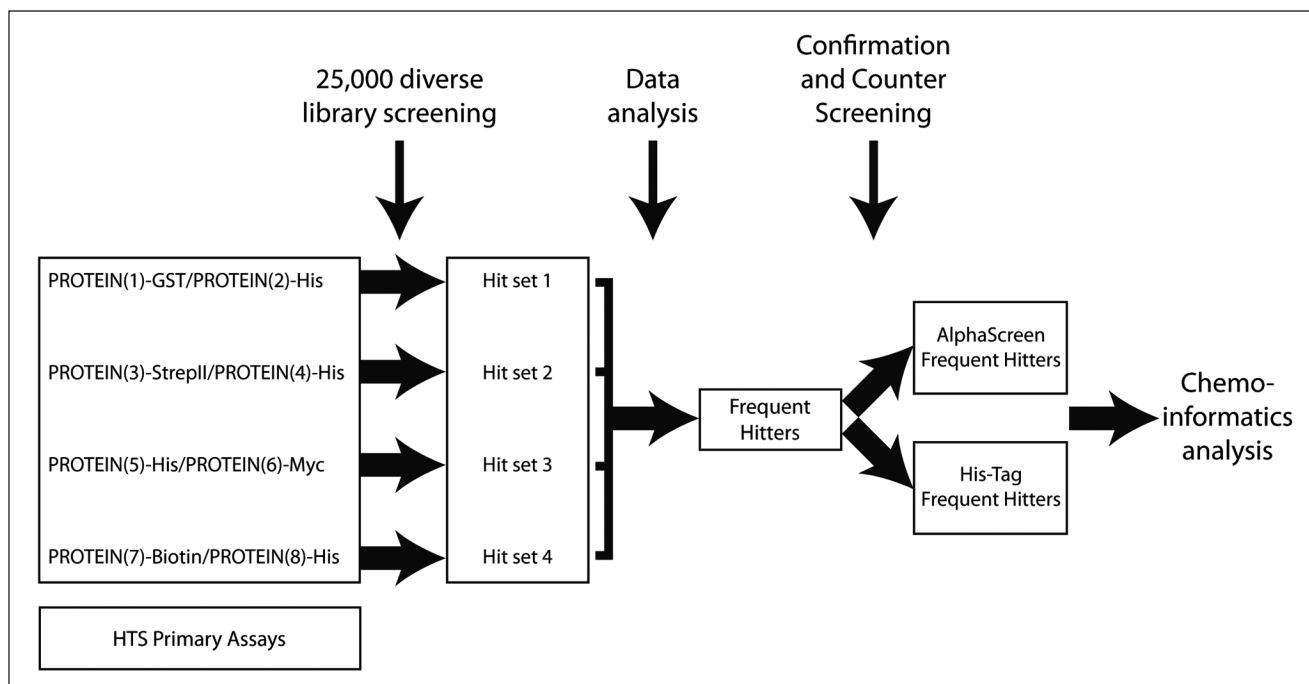 25,000 diverse
library screening
Data
analysis
Confirmation
and Counter
Screening
PROTEIN(1)-GST/PROTEIN(2)-His
PROTEIN(3)-StrepII/PROTEIN(4)-His
PROTEIN(5)-His/PROTEIN(6)-Myc
PROTEIN(7)-Biotin/PROTEIN(8)-His
HTS Primary Assays
Hit set 1
Hit set 2
Hit set 3
Hit set 4
Frequent
Hitters
AlphaScreen
Frequent Hitters
His-Tag
Frequent Hitters
Chemo-
informatics
analysis